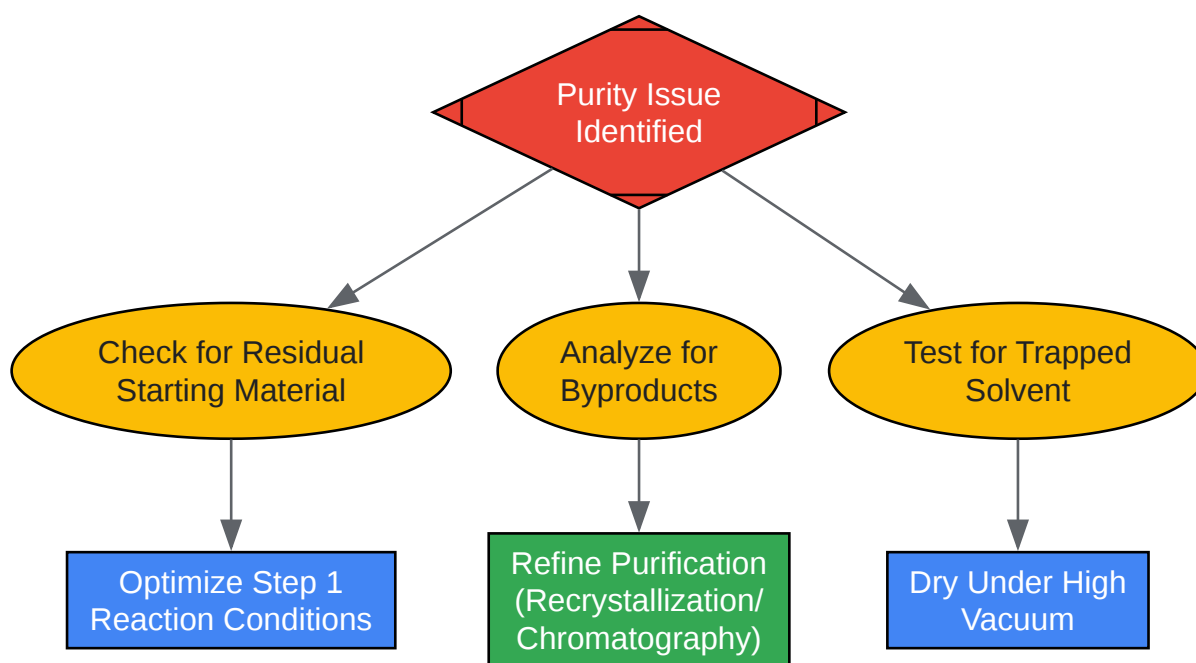 Purity Issue
Identified
Check for Residual
Starting Material
Analyze for
Byproducts
Test for Trapped
Solvent
Optimize Step 1
Reaction Conditions
Refine Purification
(Recrystallization/
Chromatography)
Dry Under High
Vacuum